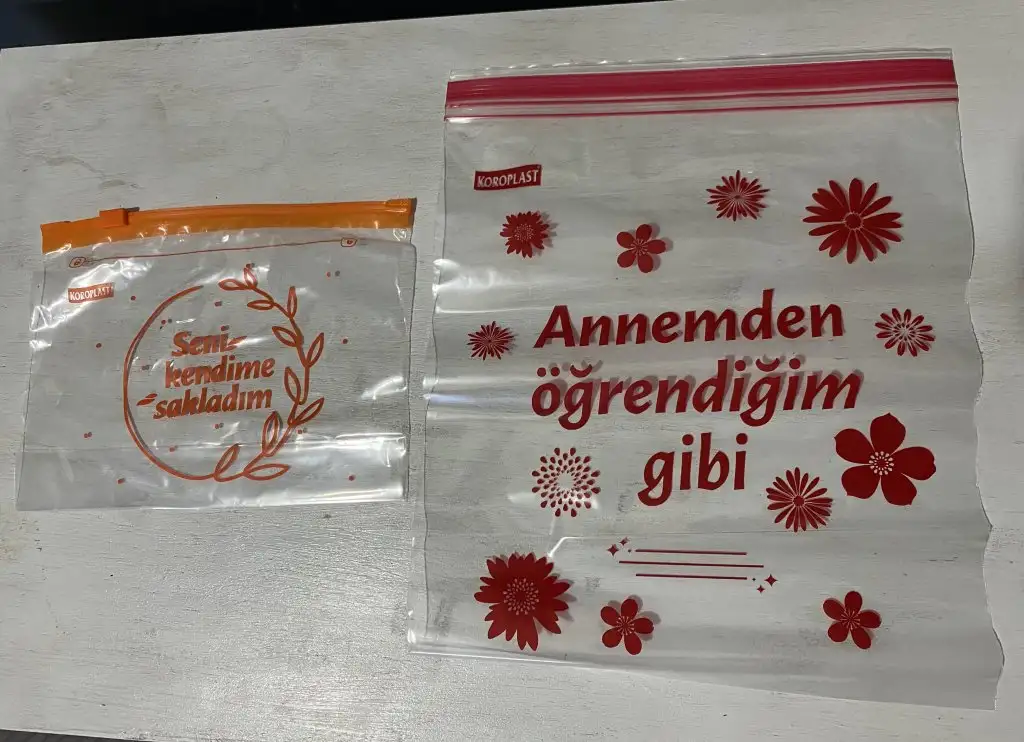 KOROPLAST
Seni
kendime
sakladım
KOROPLAST
Annemden
öğrendiğim
gibi